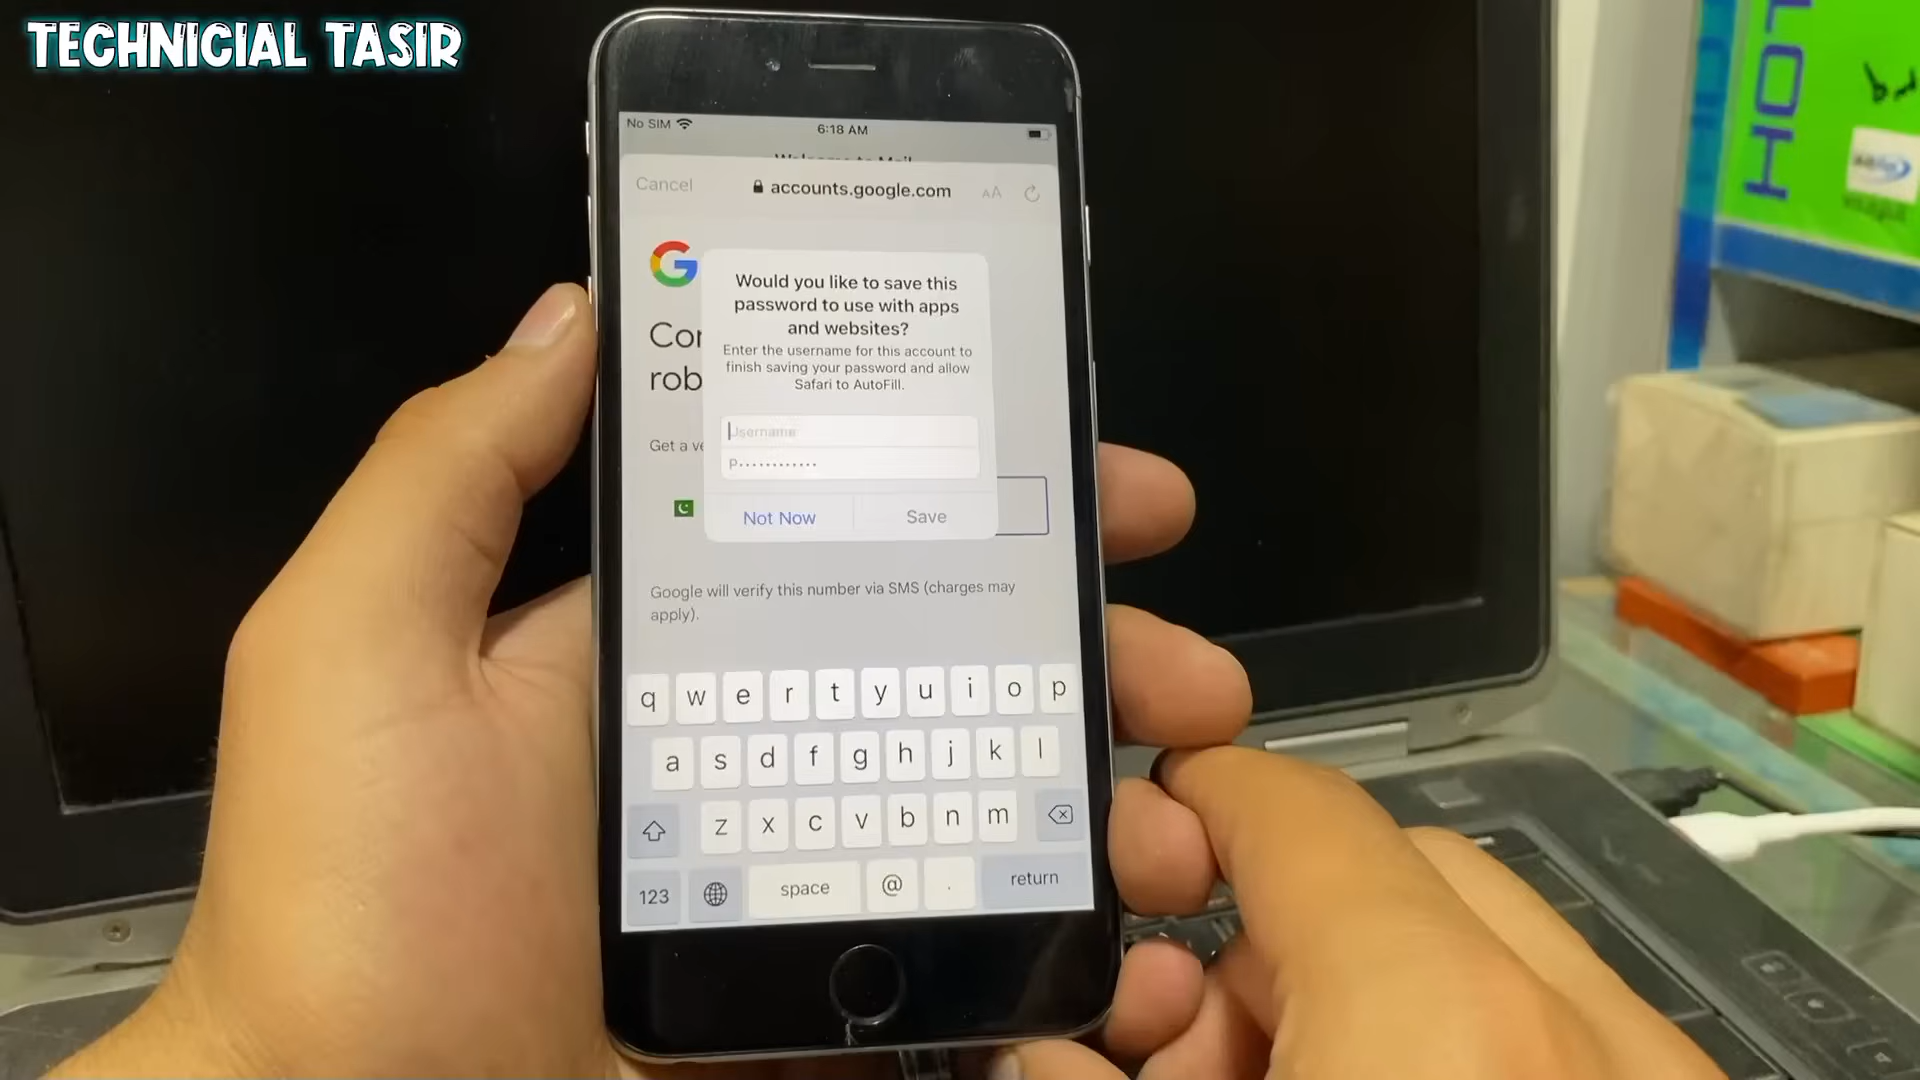 TECHNICIAL TASIR
No SIM
6:18 AM
Cancel
accounts.google.com
AA
G
Would you like to save this
password to use with apps
and websites?
Enter the username for this account to
finish saving your password and allow
Safari to AutoFill.
Username
P••••••••••••
Not Now
Save
Con
rob
Get a ve
Google will verify this number via SMS (charges may
apply).
q w e r t y u i o p
a s d f g h j k l
z x c v b n m
123
space
@
.
return